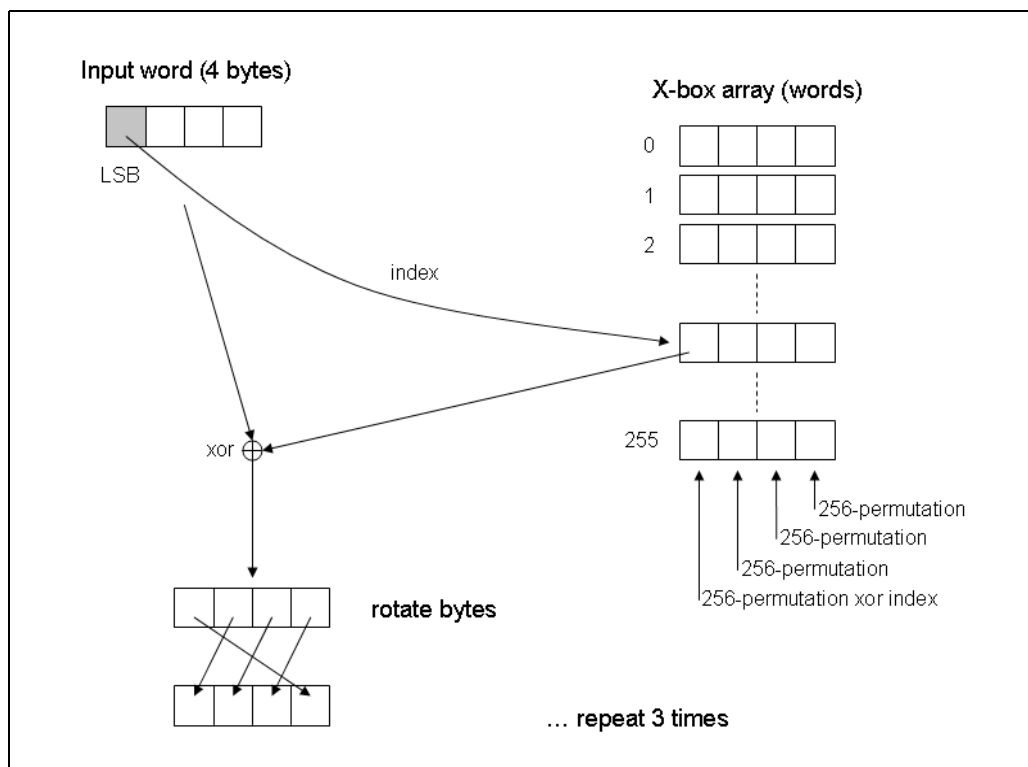 Input word (4 bytes)
X-box array (words)
0
LSB
1
2
index
xor
255
256-permutation
256-permutation
256-permutation
256-permutation xor index
rotate bytes
... repeat 3 times